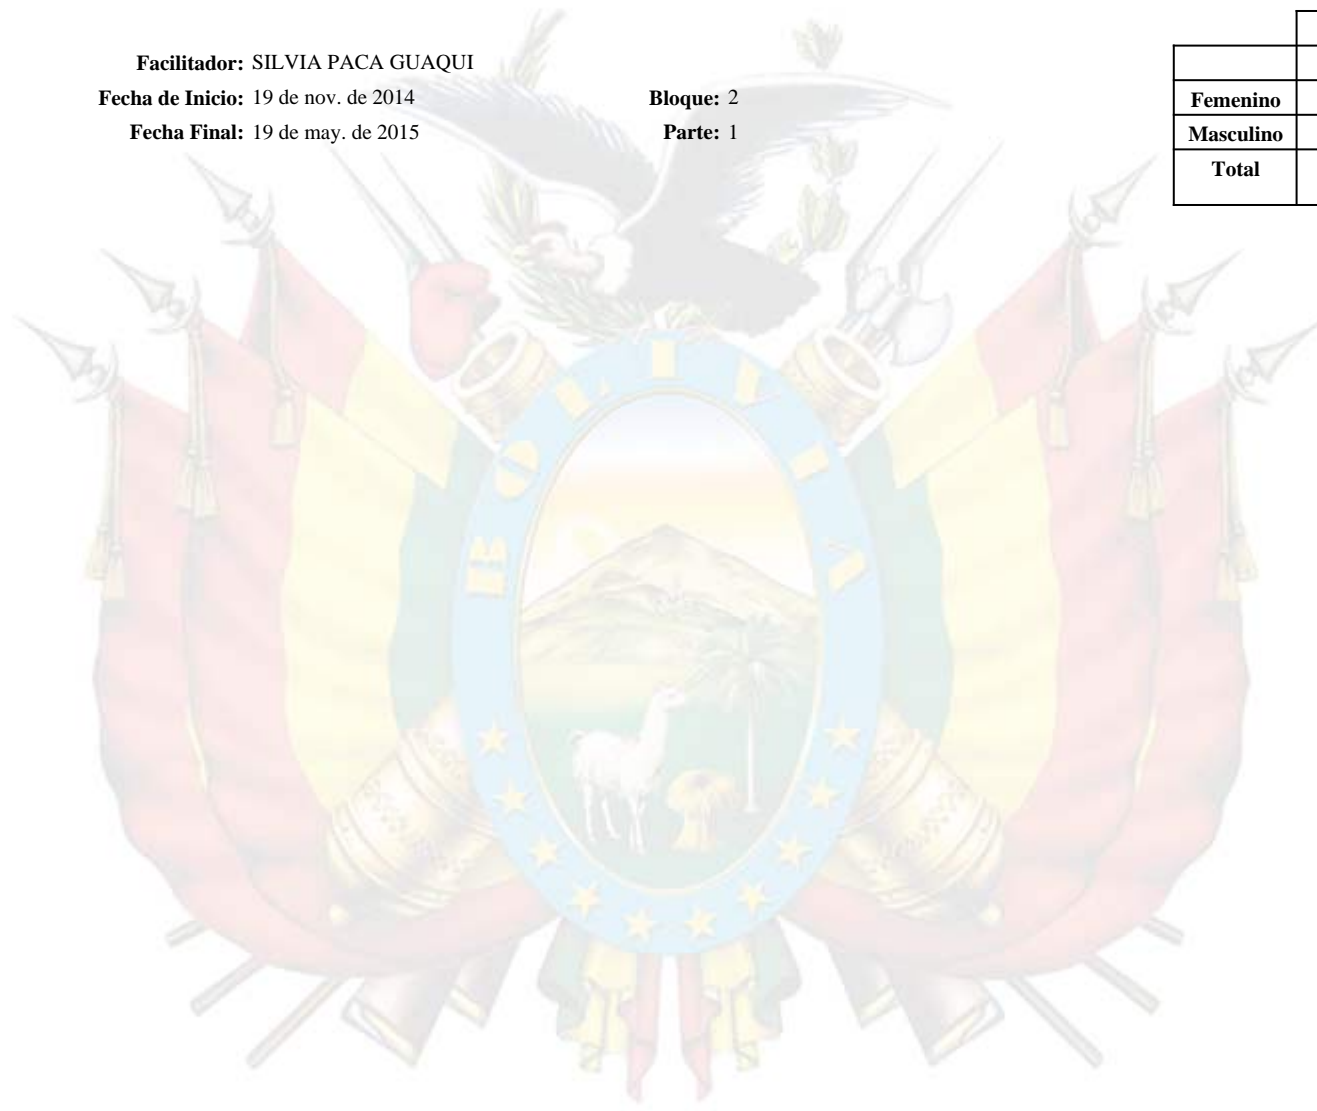 Facilitador: SILVIA PACA GUAQUI
Fecha de Inicio: 19 de nov. de 2014 Bloque: 2
Fecha Final: 19 de may. de 2015 Parte: 1
Femenino
Masculino
Total
BOLIVIA